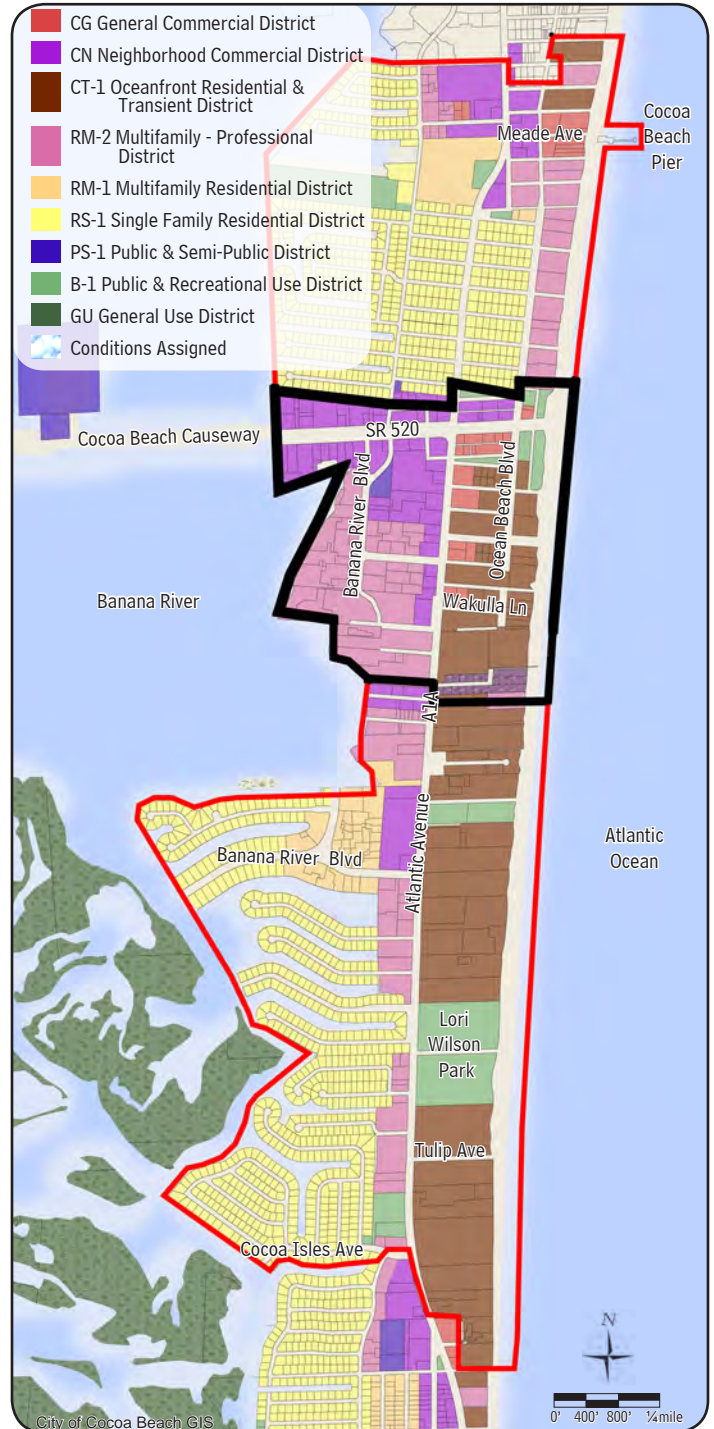 CG General Commercial District
CN Neighborhood Commercial District
CT-1 Oceanfront Residential &
Transient District
RM-2 Multifamily - Professional
District
RM-1 Multifamily Residential District
RS-1 Single Family Residential District
PS-1 Public & Semi-Public District
B-1 Public & Recreational Use District
GU General Use District
Conditions Assigned
Meade Ave
Cocoa
Beach
Pier
Cocoa Beach Causeway
SR 520
Banana River Blvd
Ocean Beach Blvd
Banana River
Wakulla Ln
A1A
Atlantic Avenue
Banana River Blvd
Atlantic
Ocean
Lori
Wilson
Park
Tulip Ave
Cocoa Isles Ave
N
0' 400' 800' ¼mile
City of Cocoa Beach GIS